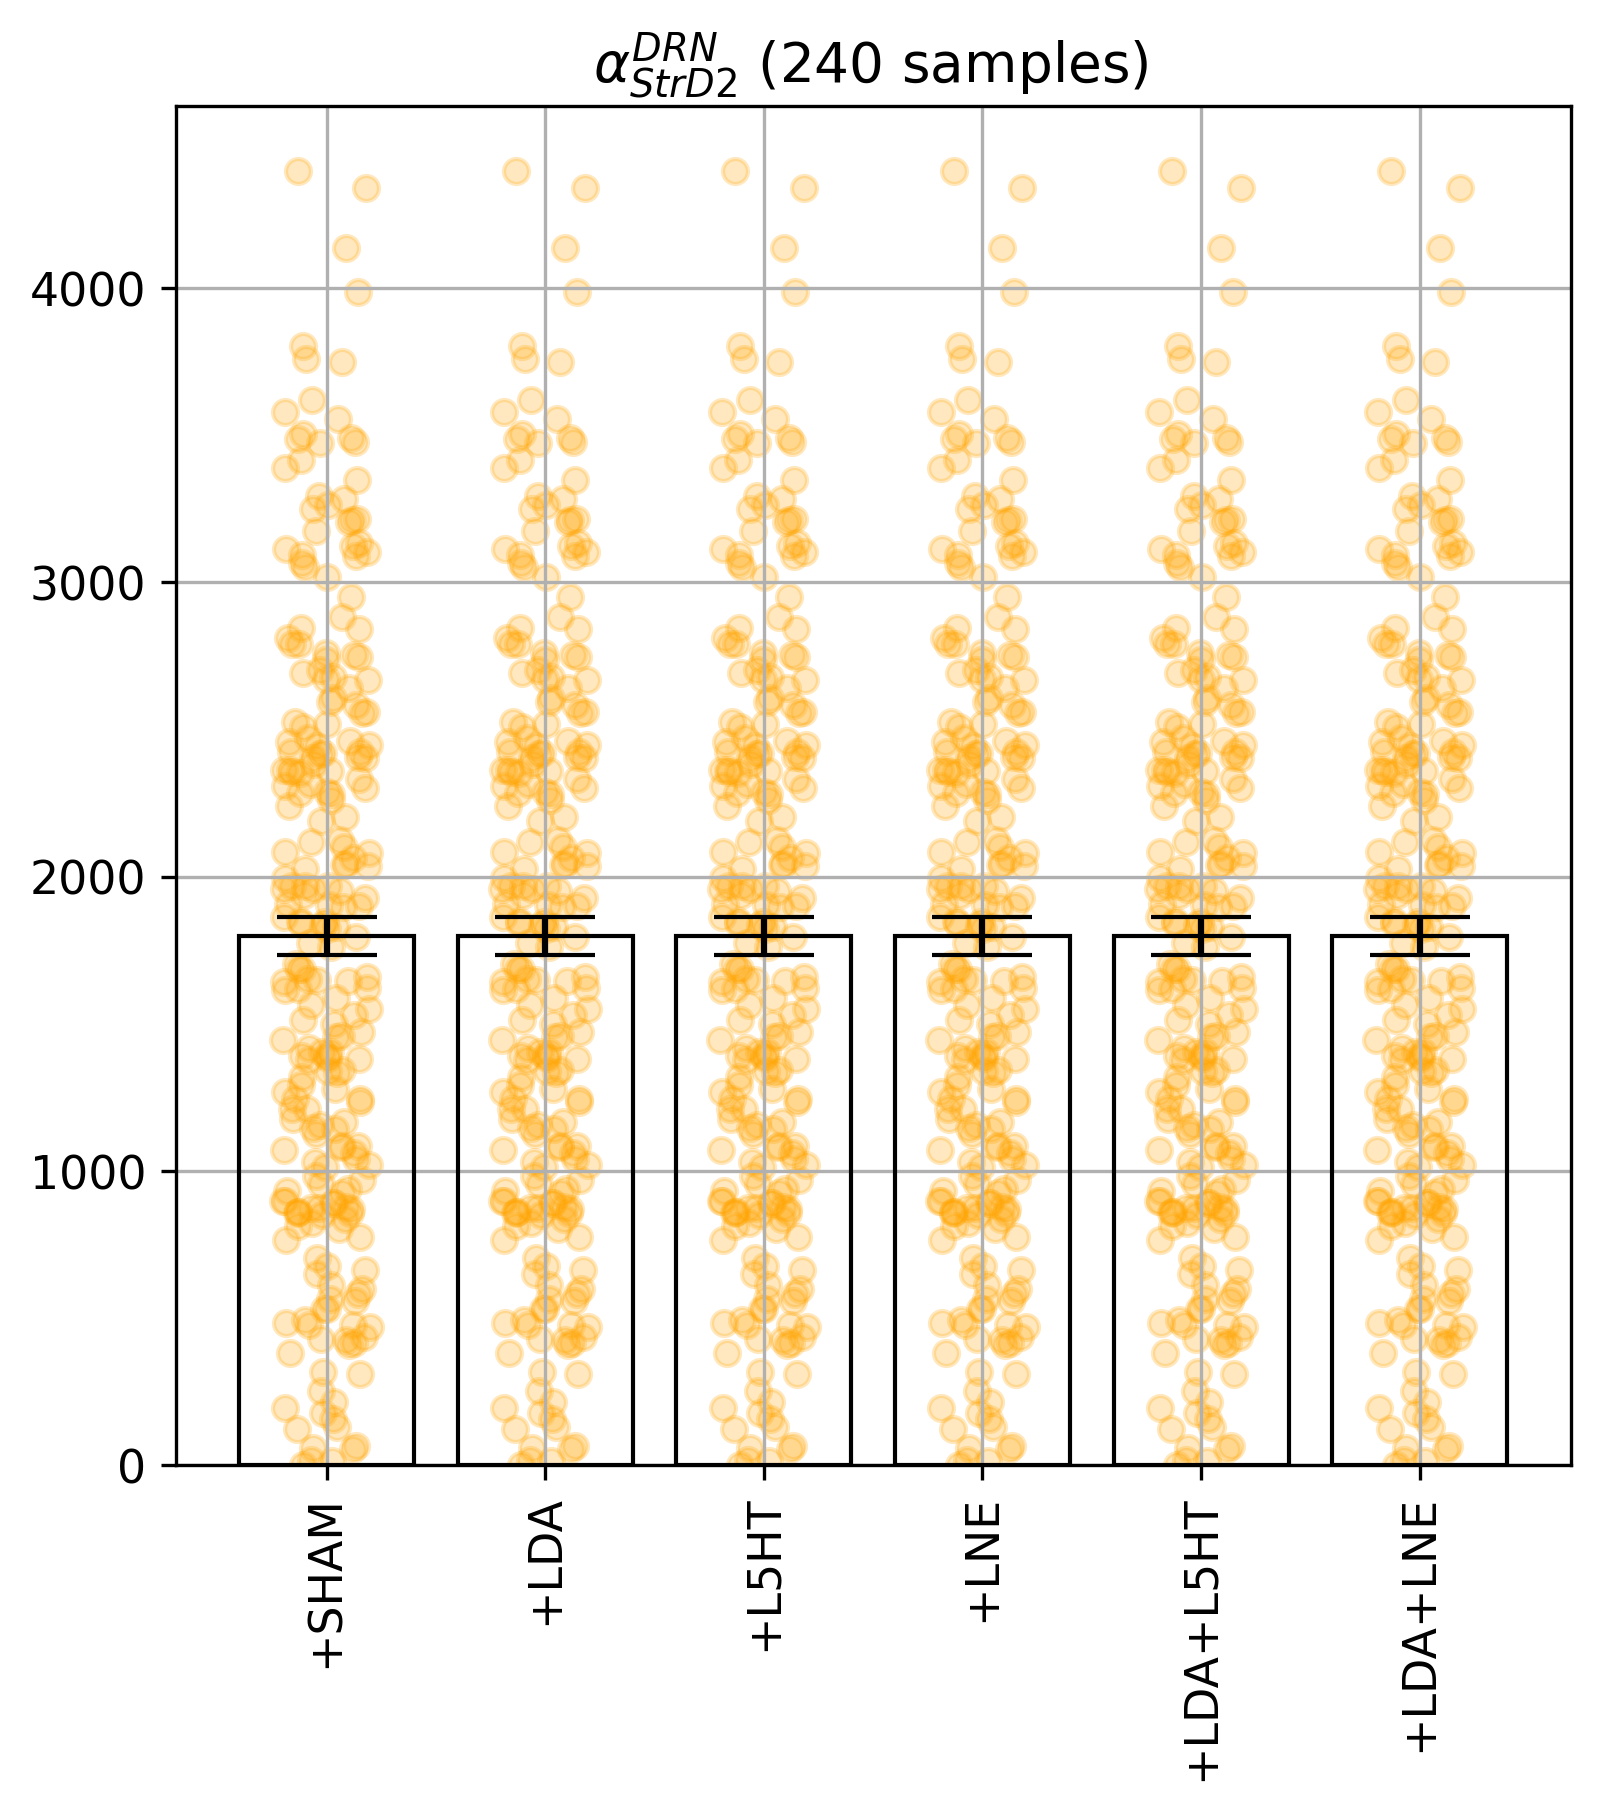 α^{DRN}_{StrD2} (240 samples)
4000
3000
2000
1000
0
+SHAM
+LDA
+L5HT
+LNE
+LDA+L5HT
+LDA+LNE